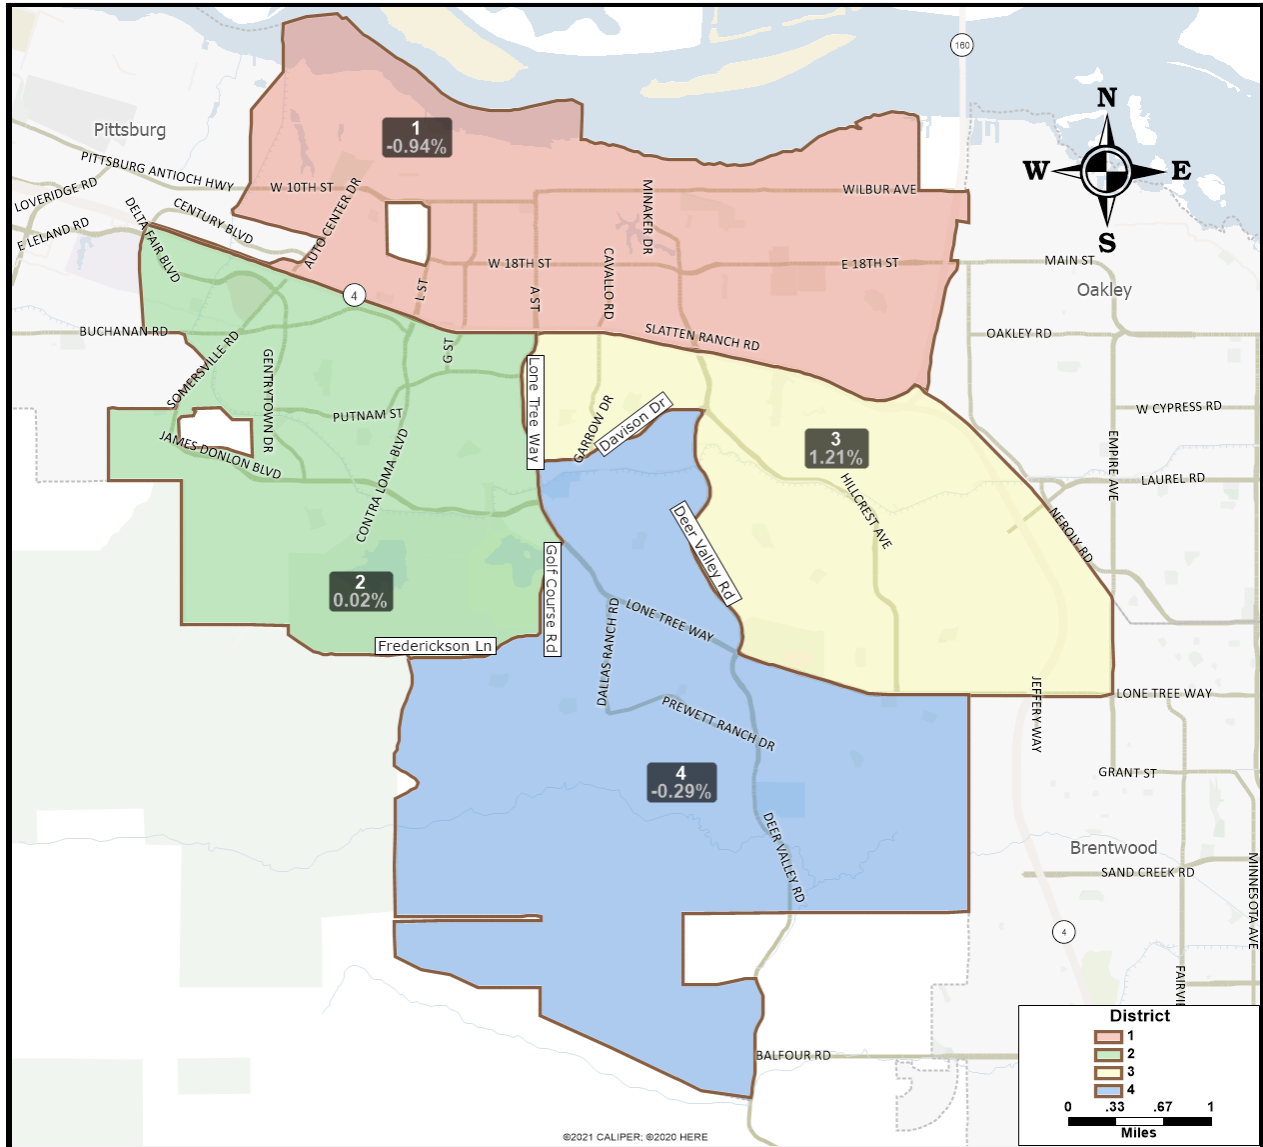 160
N
W
E
S
Pittsburg
1
-0.94%
PITTSBURG ANTIOCH HWY
LOVERIDGE RD
W 10TH ST
WILBUR AVE
MINAKER DR
AUTO CENTER DR
CENTURY BLVD
DELTA FAIR BLVD
E LELAND RD
CAVALLO RD
W 18TH ST
E 18TH ST
MAIN ST
Oakley
L ST
A ST
4
BUCHANAN RD
SLATTEN RANCH RD
OAKLEY RD
G ST
SOMERSVILLE RD
GENTRYTOWN DR
Lone Tree Way
GARROW DR
Davison Dr
PUTNAM ST
W CYPRESS RD
JAMES DONLON BLVD
CONTRA LOMA BLVD
3
1.21%
EMPIRE AVE
LAUREL RD
HILLCREST AVE
NEROLY RD
Deer Valley Rd
Golf Course Rd
2
0.02%
Frederickson Ln
DALLAS RANCH RD
LONE TREE WAY
JEFFERY WAY
LONE TREE WAY
PREWETT RANCH DR
4
-0.29%
GRANT ST
DEER VALLEY RD
Brentwood
SAND CREEK RD
MINNESOTA AVE
4
FAIRVI
BALFOUR RD
District
1
2
3
4
0 .33 .67 1
Miles
©2021 CALIPER; ©2020 HERE